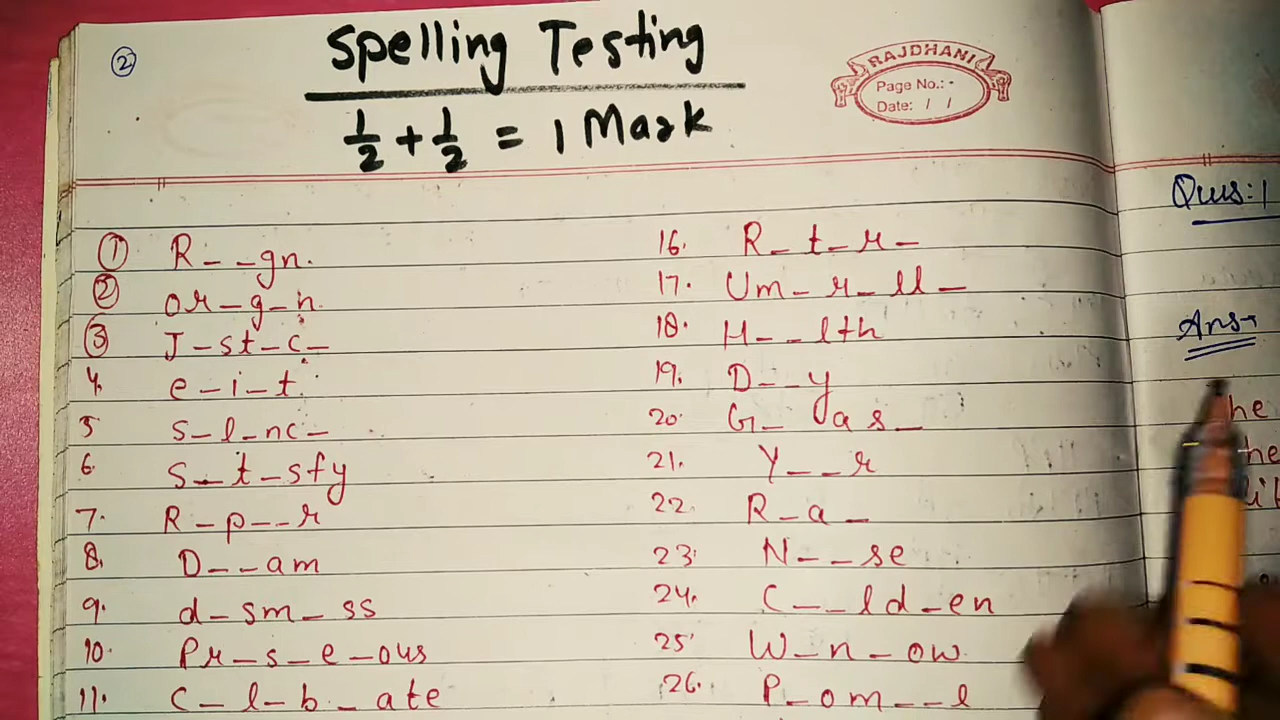 2
Spelling Testing
1/2 + 1/2 = 1 Mark
RAJDHANI
Page No.: -
Date: / /
1 R _ _ gn.
2 or _ g _ n.
3 J _ st _ c _
4. e _ i _ t.
5 s _ l _ nc _
6. S _ t _ sfy
7. R _ p _ _ r
8. D _ _ am
9. d _ sm _ ss
10. Pr _ s _ e _ ous
11. C _ l _ b _ ate
16. R _ t _ r _
17. Um _ r _ ll _
18. H _ _ lth
19. D _ _ y
20. G _ as _
21. Y _ _ r
22. R _ a _
23. N _ _ se
24. C _ _ ld _ en
25. W _ n _ ow.
26. P _ om _ _ l
Qus: 1
Ans →
he
he